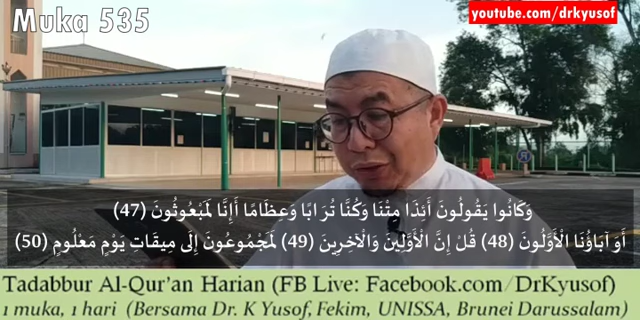 Muka 535
youtube.com/drkyusof
وَكَانُوا يَقُولُونَ أَئِذَا مِتْنَا وَكُنَّا تُرَابًا وَعِظَامًا أَإِنَّا لَمَبْعُوثُونَ (47)
أَوَآبَاؤُنَا الْأَوَّلُونَ (48) قُلْ إِنَّ الْأَوَّلِينَ وَالْآخِرِينَ (49) لَمَجْمُوعُونَ إِلَى مِيقَاتِ يَوْمٍ مَعْلُومٍ (50)
Tadabbur Al-Qur'an Harian (FB Live: Facebook.com/DrKyusof)
1 muka, 1 hari (Bersama Dr. K Yusof, Fekim, UNISSA, Brunei Darussalam)